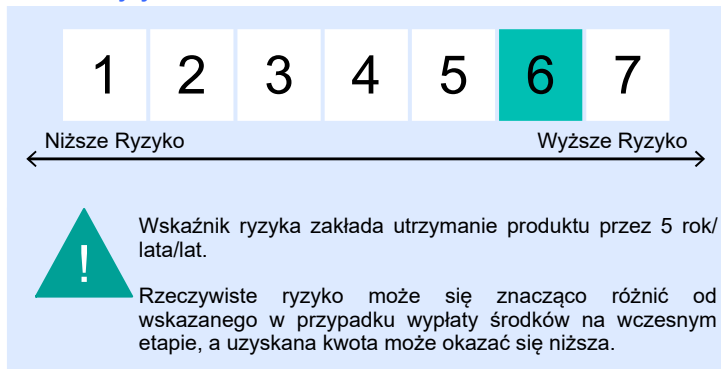 1 2 3 4 5 6 7
Niższe Ryzyko Wyższe Ryzyko
!
Wskaźnik ryzyka zakłada utrzymanie produktu przez 5 rok/
lata/lat.
Rzeczywiste ryzyko może się znacząco różnić od
wskazanego w przypadku wypłaty środków na wczesnym
etapie, a uzyskana kwota może okazać się niższa.